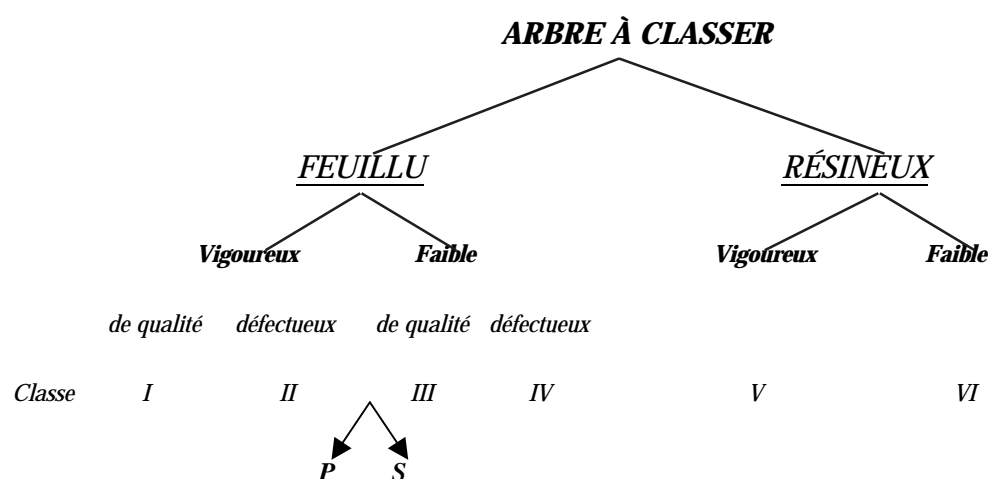 ARBRE À CLASSER
FEUILLU RÉSINEUX
Vigoureux Faible Vigoureux Faible
de qualité défectueux de qualité défectueux
Classe I II III IV V VI
P S